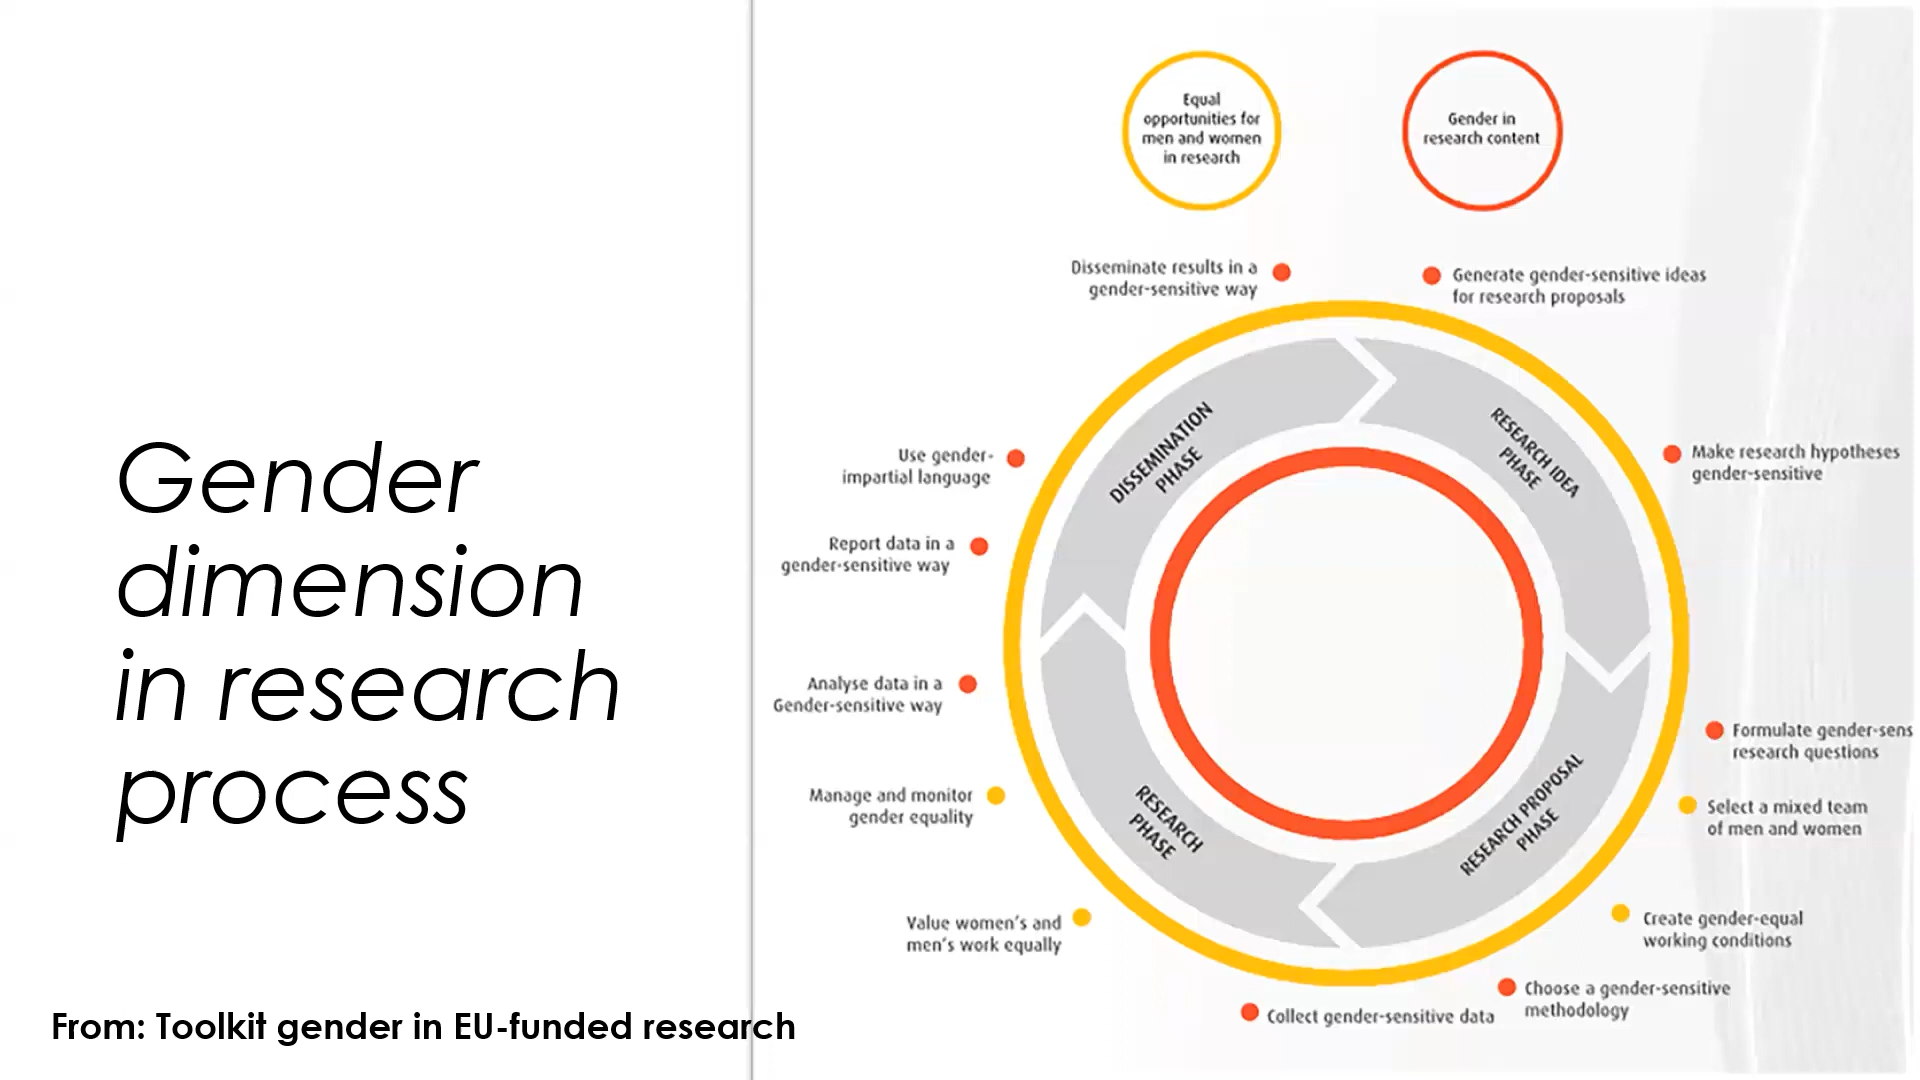 Gender
dimension
in research
process
From: Toolkit gender in EU-funded research
Equal
opportunities for
men and women
in research
Gender in
research content
Disseminate results in a
gender-sensitive way
Generate gender-sensitive ideas
for research proposals
DISSEMINATION
PHASE
RESEARCH IDEA
PHASE
Use gender-
impartial language
Make research hypotheses
gender-sensitive
Report data in a
gender-sensitive way
Analyse data in a
Gender-sensitive way
Formulate gender-sens
research questions
Manage and monitor
gender equality
RESEARCH
PHASE
RESEARCH PROPOSAL
PHASE
Select a mixed team
of men and women
Value women's and
men's work equally
Create gender-equal
working conditions
Choose a gender-sensitive
methodology
Collect gender-sensitive data